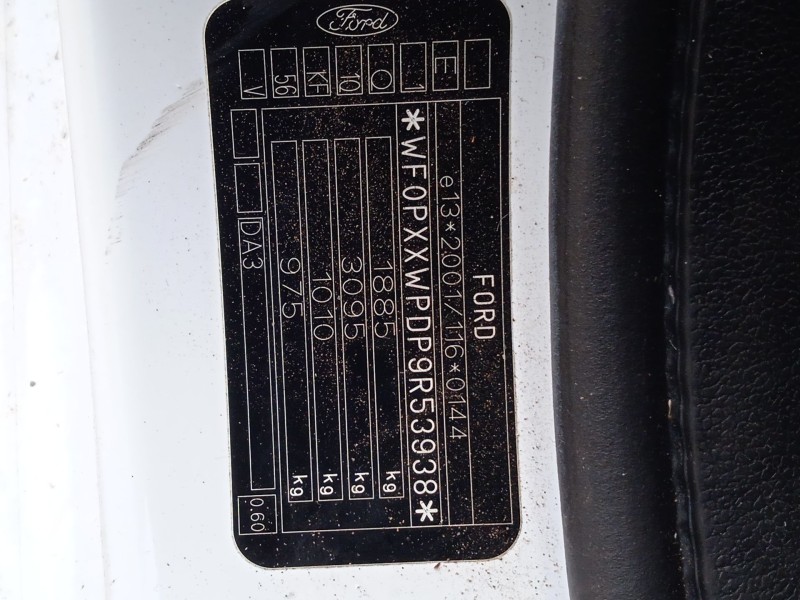 Ford
FORD
e13*2001/116*0144
*WF0PXXWPDP9R53938*
1885 kg
3095 kg
1010 kg
975 kg
E
1
O
10
KF
56
V
DA3
0.60